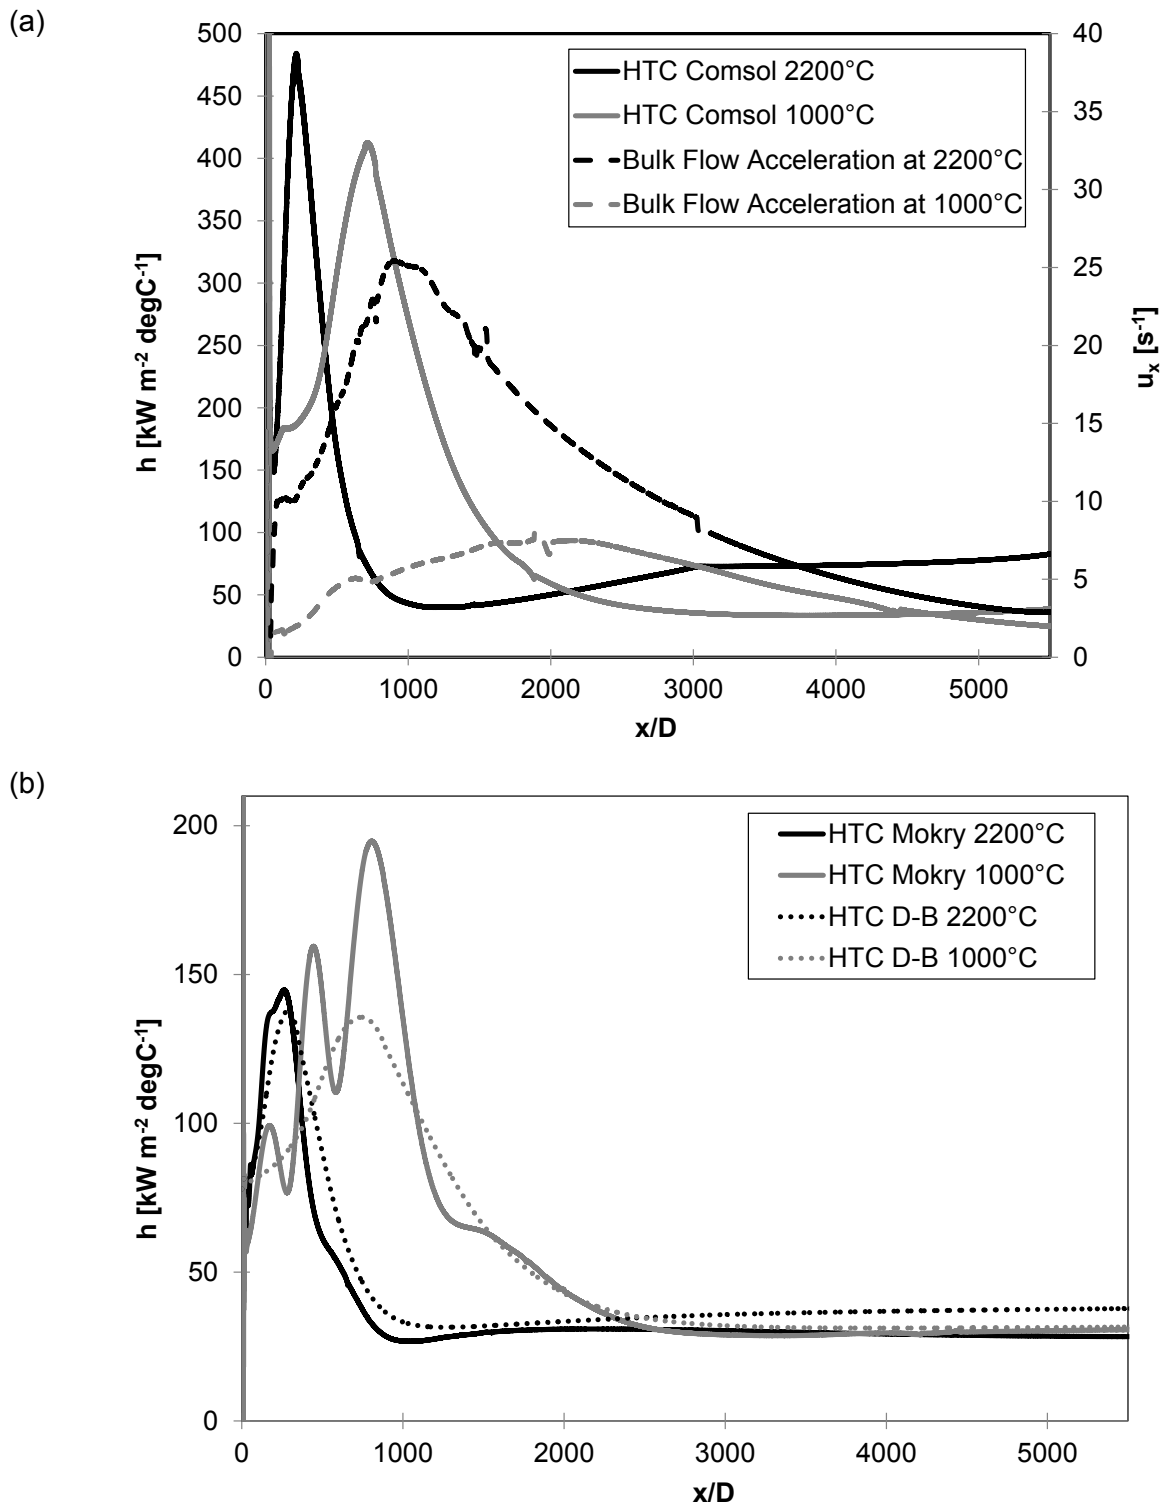 (a)
500
450
400
350
300
250
200
150
100
50
0
h [kW m⁻² degC⁻¹]
HTC Comsol 2200°C
HTC Comsol 1000°C
Bulk Flow Acceleration at 2200°C
Bulk Flow Acceleration at 1000°C
40
35
30
25
20
15
10
5
0
uₓ [s⁻¹]
0 1000 2000 3000 4000 5000
x/D
(b)
200
150
100
50
0
h [kW m⁻² degC⁻¹]
HTC Mokry 2200°C
HTC Mokry 1000°C
HTC D-B 2200°C
HTC D-B 1000°C
0 1000 2000 3000 4000 5000
x/D